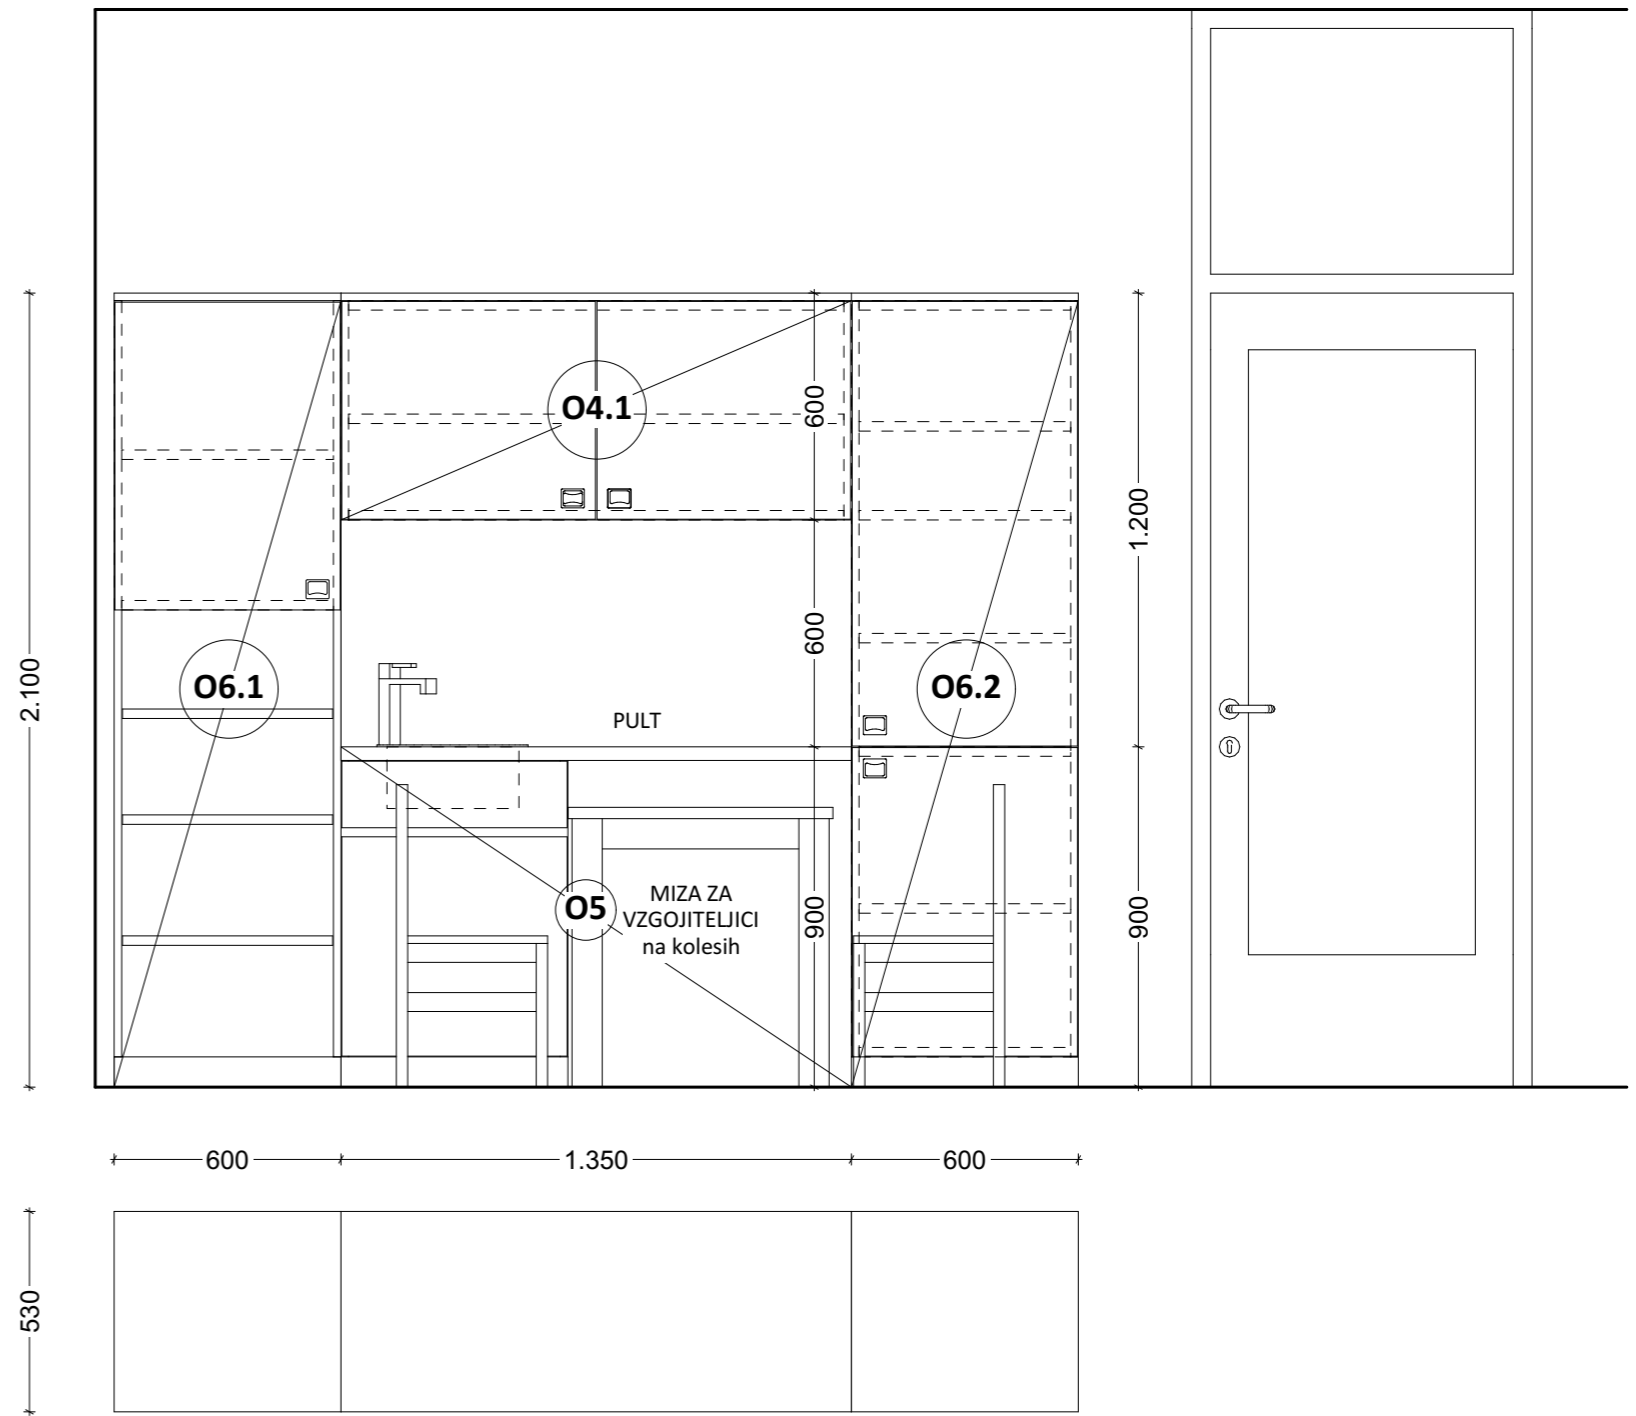 O4.1
600
1.200
2.100
600
O6.1
O6.2
PULT
O5
MIZA ZA
VZGOJITELJICI
na kolesih
900
900
600
1.350
600
530